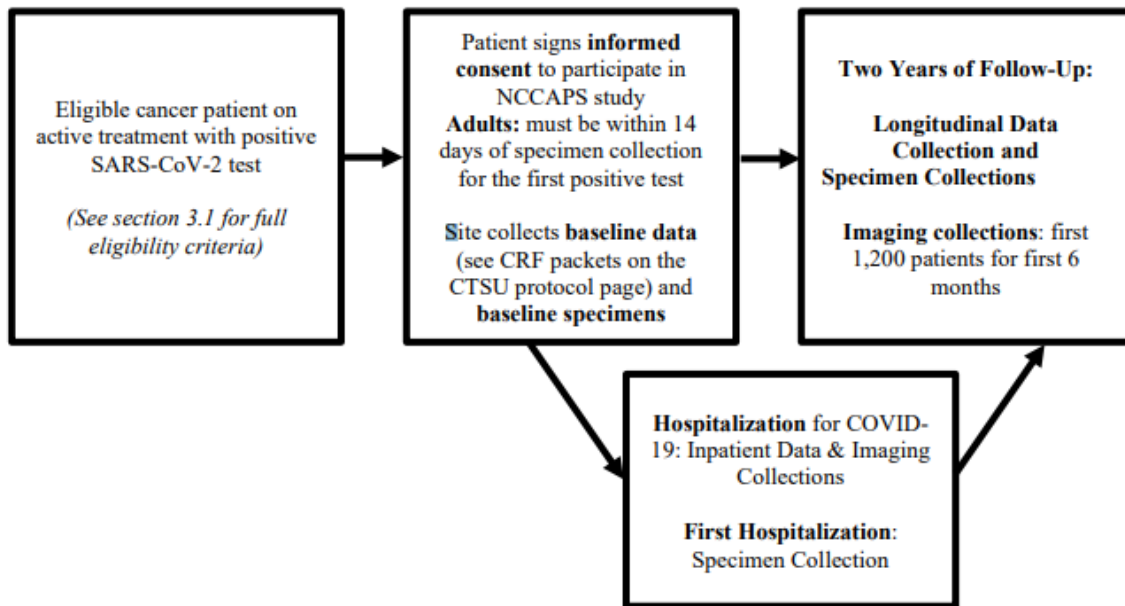 Eligible cancer patient on
active treatment with positive
SARS-CoV-2 test
(See section 3.1 for full
eligibility criteria)
Patient signs informed
consent to participate in
NCCAPS study
Adults: must be within 14
days of specimen collection
for the first positive test
Site collects baseline data
(see CRF packets on the
CTSU protocol page) and
baseline specimens
Two Years of Follow-Up:
Longitudinal Data
Collection and
Specimen Collections
Imaging collections: first
1,200 patients for first 6
months
Hospitalization for COVID-
19: Inpatient Data & Imaging
Collections
First Hospitalization:
Specimen Collection